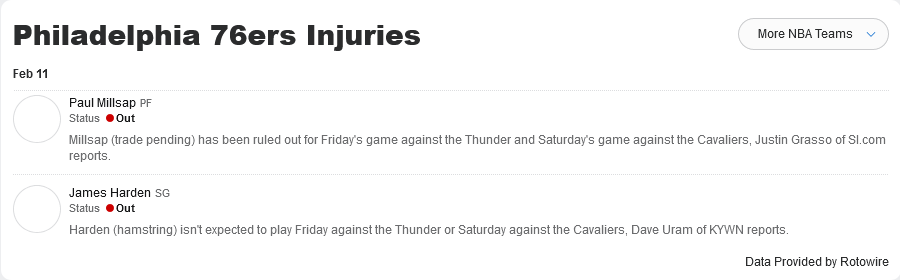 Philadelphia 76ers Injuries
More NBA Teams
Feb 11
Paul Millsap PF
Status Out
Millsap (trade pending) has been ruled out for Friday's game against the Thunder and Saturday's game against the Cavaliers, Justin Grasso of SI.com
reports.
James Harden SG
Status Out
Harden (hamstring) isn't expected to play Friday against the Thunder or Saturday against the Cavaliers, Dave Uram of KYWN reports.
Data Provided by Rotowire